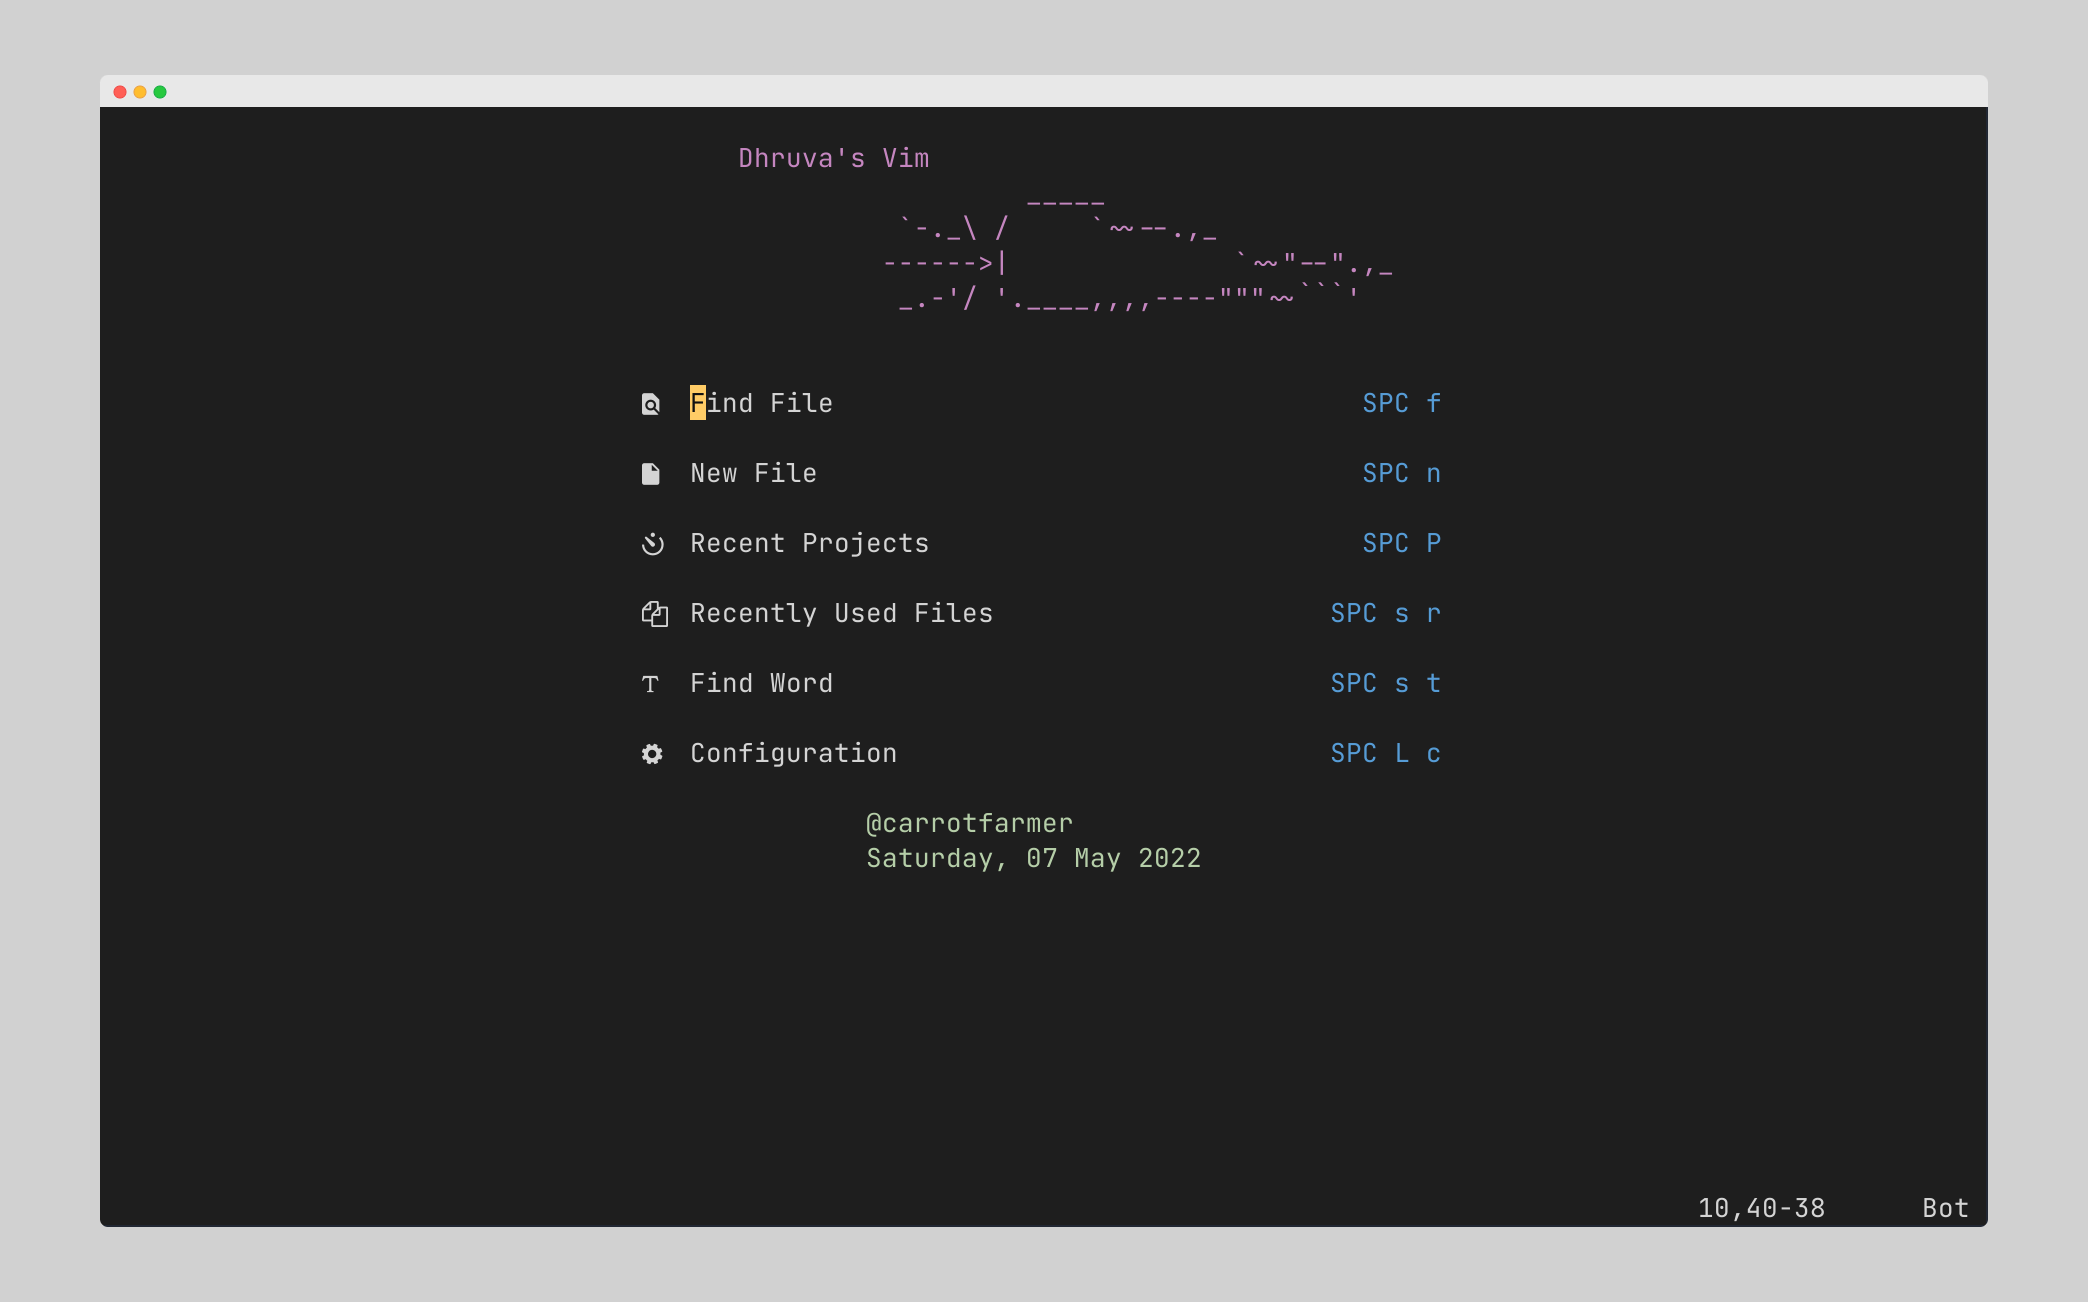 Dhruva's Vim
_____
`-._\ /     `~~--.,_
------>|              `~~"--".,_
_.-'/ '.____,,,,----"""~~```'
Find File SPC f
New File SPC n
Recent Projects SPC P
Recently Used Files SPC s r
Find Word SPC s t
Configuration SPC L c
@carrotfarmer
Saturday, 07 May 2022
10,40-38 Bot